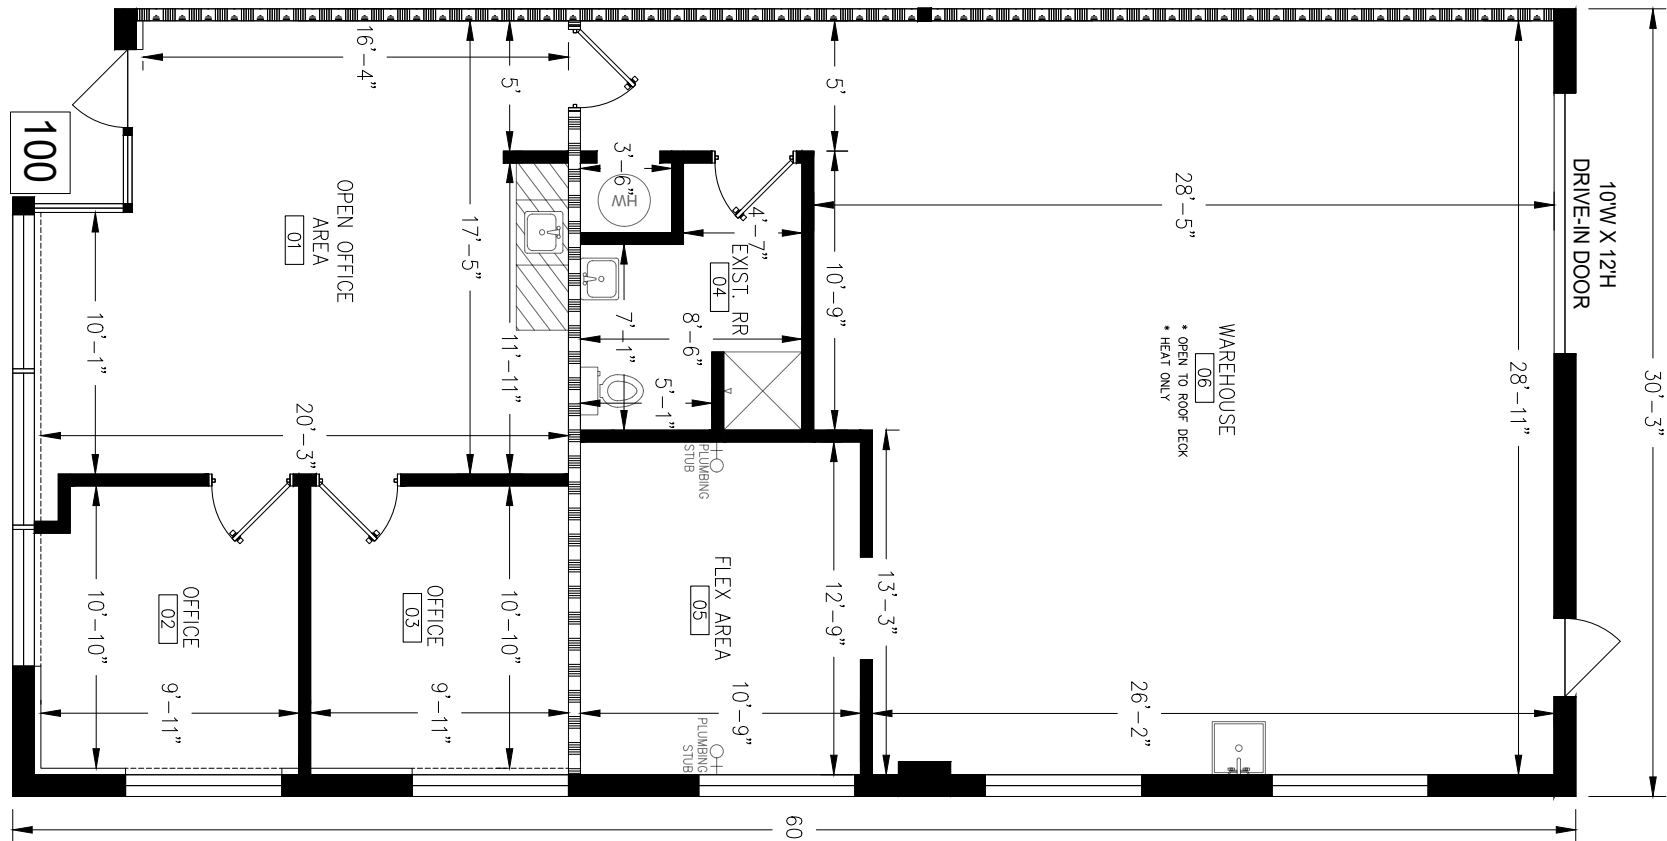 100
16'-4"
5'
17'-5"
OPEN OFFICE
AREA
01
10'-1"
20'-3"
11'-11"
3'-6"
HW
4'-7"
EXIST. RR
04
8'-6"
7'-1"
5'-1"
5'
10'-9"
28'-5"
WAREHOUSE
06
* OPEN TO ROOF DECK
* HEAT ONLY
28'-11"
10'W X 12'H
DRIVE-IN DOOR
30'-3"
OFFICE
02
10'-10"
9'-11"
OFFICE
03
10'-10"
9'-11"
PLUMBING
STUB
FLEX AREA
05
12'-9"
13'-3"
10'-9"
PLUMBING
STUB
26'-2"
60